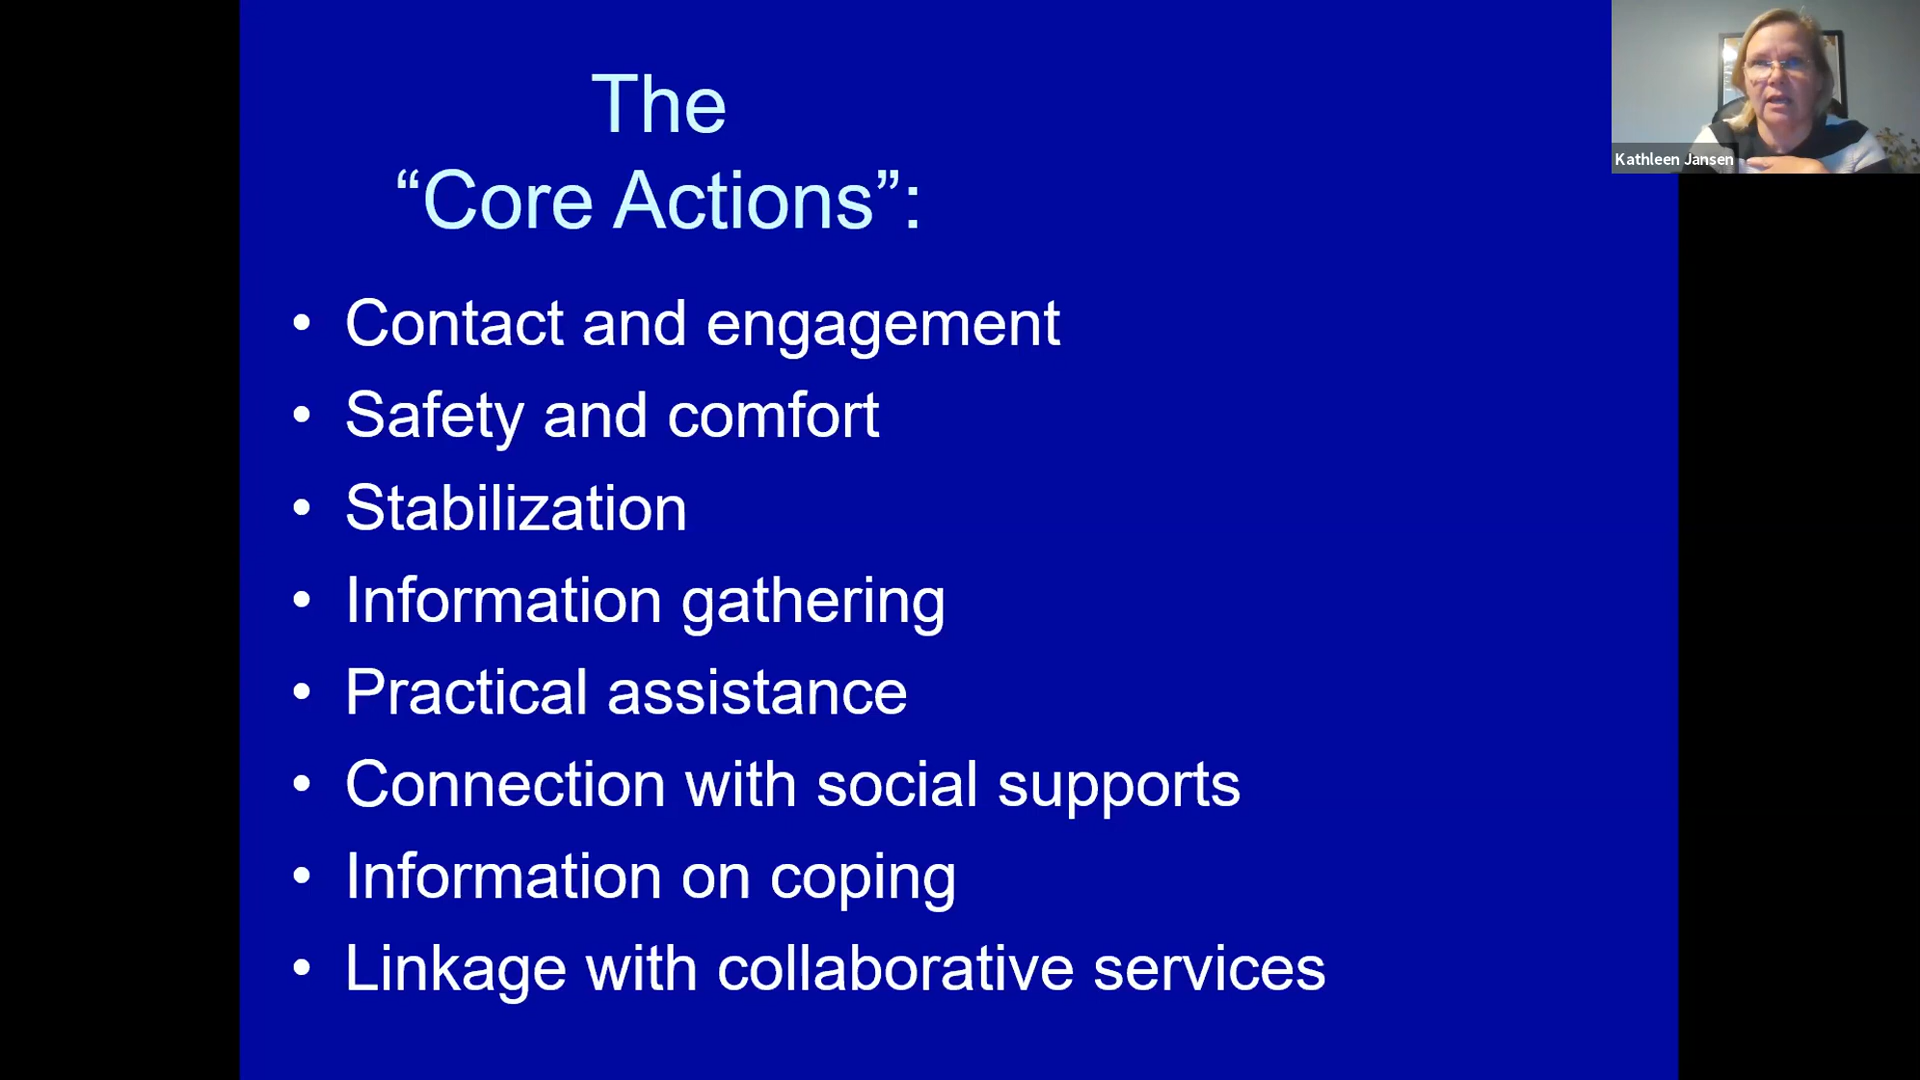 The
“Core Actions”:
• Contact and engagement
• Safety and comfort
• Stabilization
• Information gathering
• Practical assistance
• Connection with social supports
• Information on coping
• Linkage with collaborative services
Kathleen Jansen